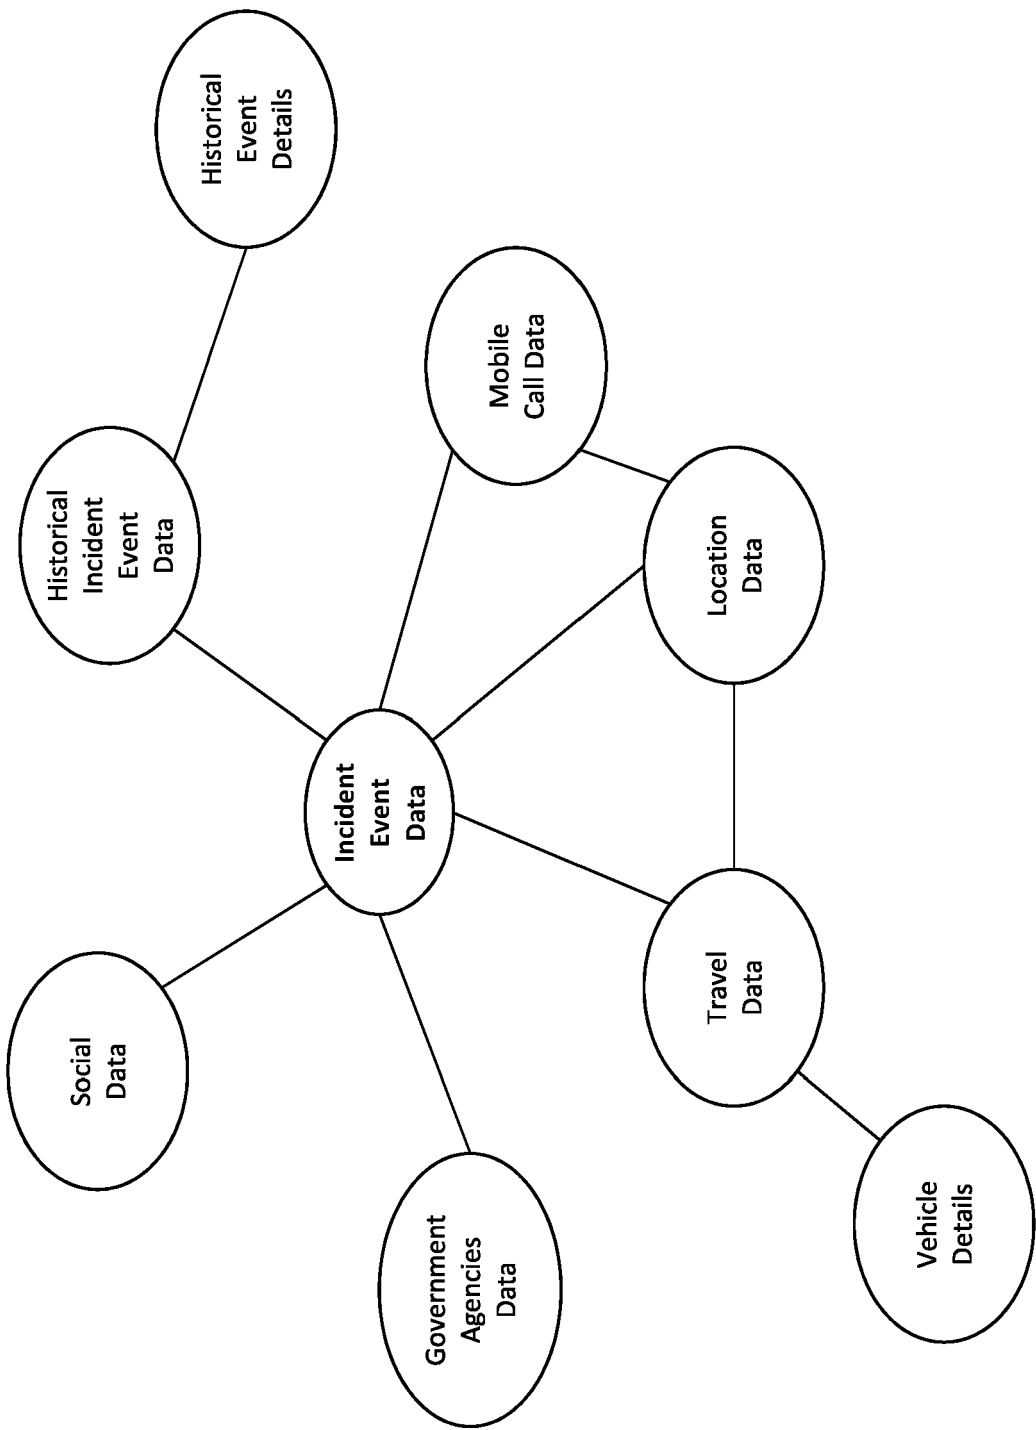 Social
Data
Historical
Incident
Event
Data
Historical
Event
Details
Incident
Event
Data
Government
Agencies
Data
Mobile
Call Data
Travel
Data
Location
Data
Vehicle
Details